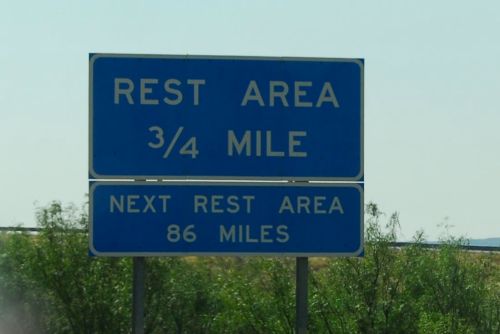 REST AREA
3/4 MILE
NEXT REST AREA
86 MILES